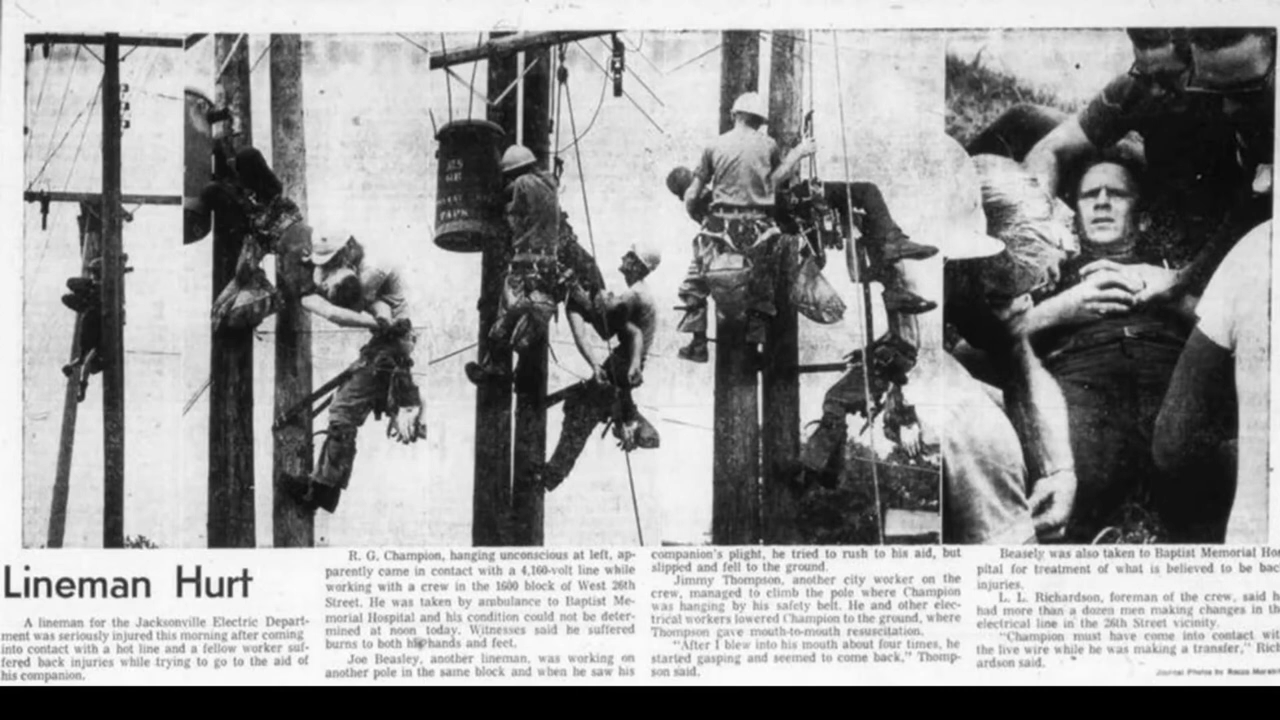 Lineman Hurt
A lineman for the Jacksonville Electric Depart-
ment was seriously injured this morning after coming
into contact with a hot line and a fellow worker suf-
fered back injuries while trying to go to the aid of
his companion.
R. G. Champion, hanging unconscious at left, ap-
parently came in contact with a 4,160-volt line while
working with a crew in the 1600 block of West 26th
Street. He was taken by ambulance to Baptist Me-
morial Hospital and his condition could not be deter-
mined at noon today. Witnesses said he suffered
burns to both his hands and feet.
Joe Beasley, another lineman, was working on
another pole in the same block and when he saw his
companion's plight, he tried to rush to his aid, but
slipped and fell to the ground.
Jimmy Thompson, another city worker on the
crew, managed to climb the pole where Champion
was hanging by his safety belt. He and other elec-
trical workers lowered Champion to the ground, where
Thompson gave mouth-to-mouth resuscitation.
"After I blew into his mouth about four times, he
started gasping and seemed to come back," Thomp-
son said.
Beasely was also taken to Baptist Memorial Ho
pital for treatment of what is believed to be bac
injuries.
L. L. Richardson, foreman of the crew, said h
had more than a dozen men making changes in th
electrical line in the 26th Street vicinity.
"Champion must have come into contact wit
the live wire while he was making a transfer," Rich
ardson said.
Journal Photos by Rocco